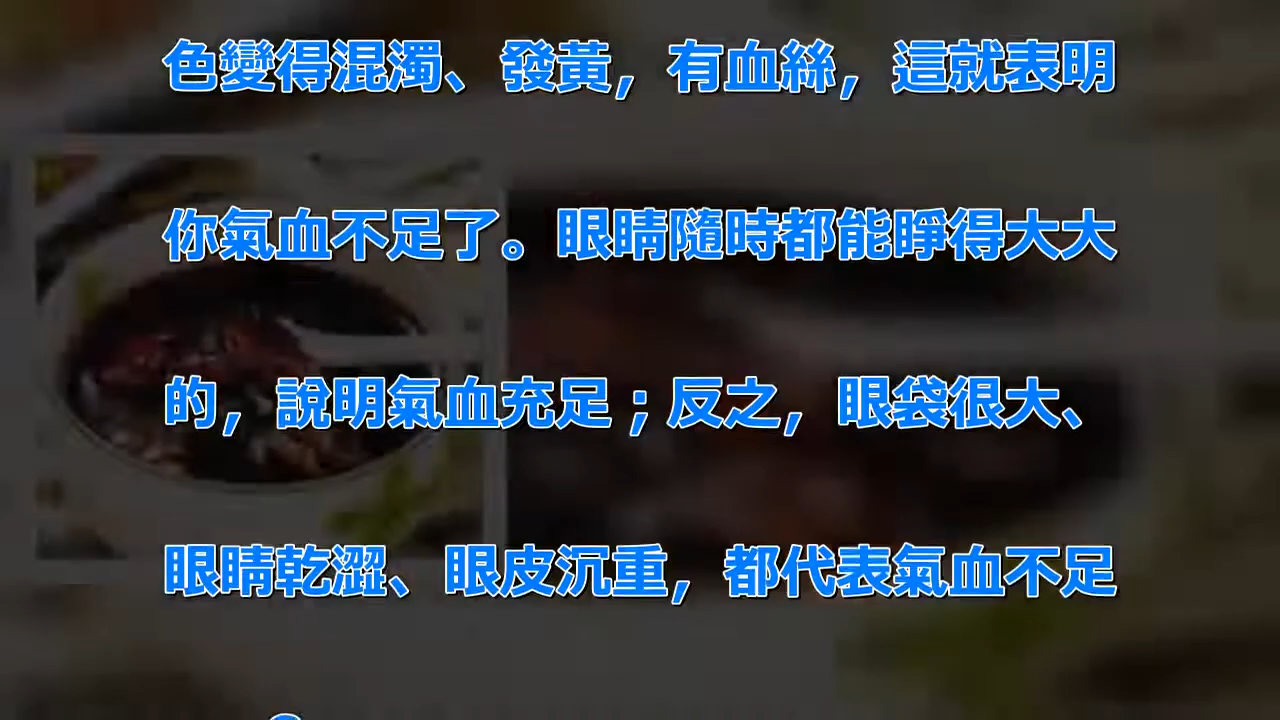 色變得混濁、發黃，有血絲，這就表明
你氣血不足了。眼睛隨時都能睜得大大
的，說明氣血充足；反之，眼袋很大、
眼睛乾澀、眼皮沉重，都代表氣血不足